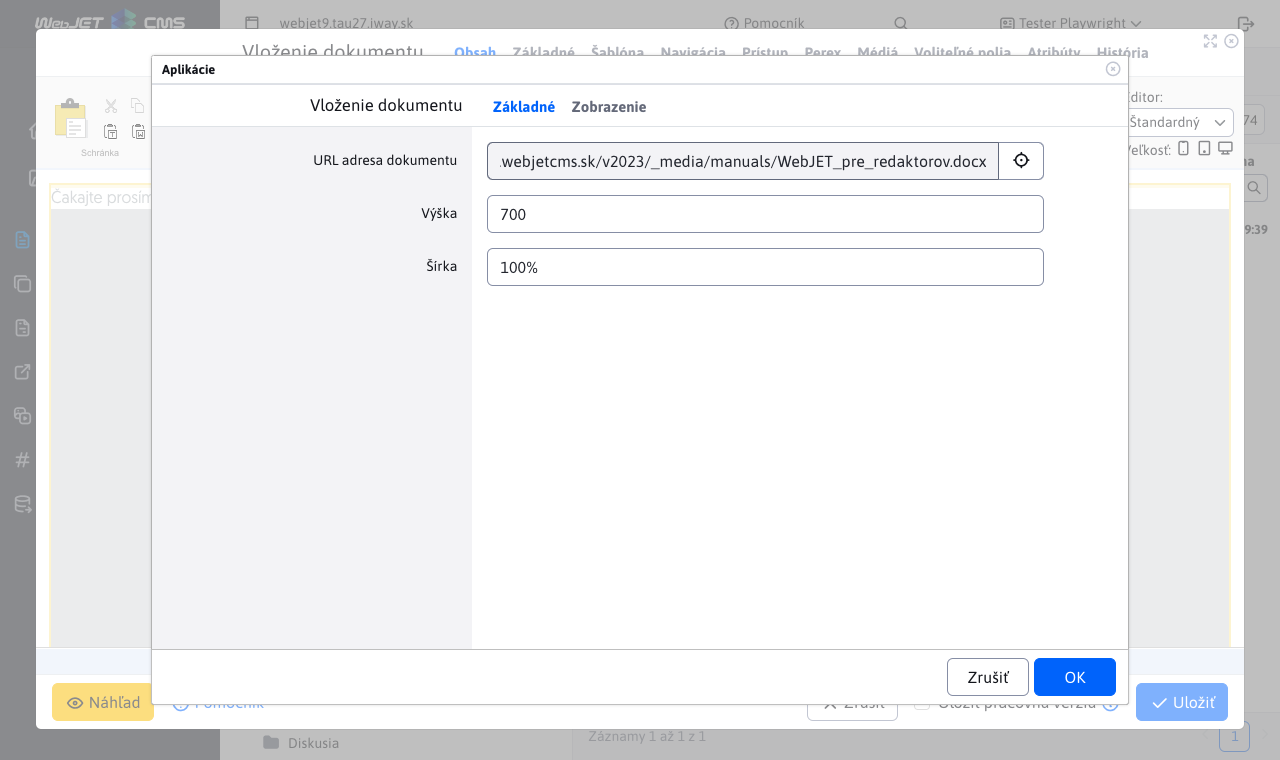 WebJET CMS
webjet9.tau27.iway.sk
Pomocník
Tester Playwright
Vloženie dokumentu
Obsah
Základné
Šablóna
Navigácia
Prístup
Perex
Médiá
Voliteľné polia
Atribúty
História
Aplikácie
Vloženie dokumentu
Základné
Zobrazenie
Editor:
Štandardný
74
Veľkosť:
Schránka
Čakajte prosím
9:39
URL adresa dokumentu
.webjetcms.sk/v2023/_media/manuals/WebJET_pre_redaktorov.docx
Výška
700
Šírka
100%
Zrušiť
OK
Náhľad
Pomocník
Zrušiť
Uložiť pracovnú verziu
Uložiť
Diskusia
Záznamy 1 až 1 z 1
1